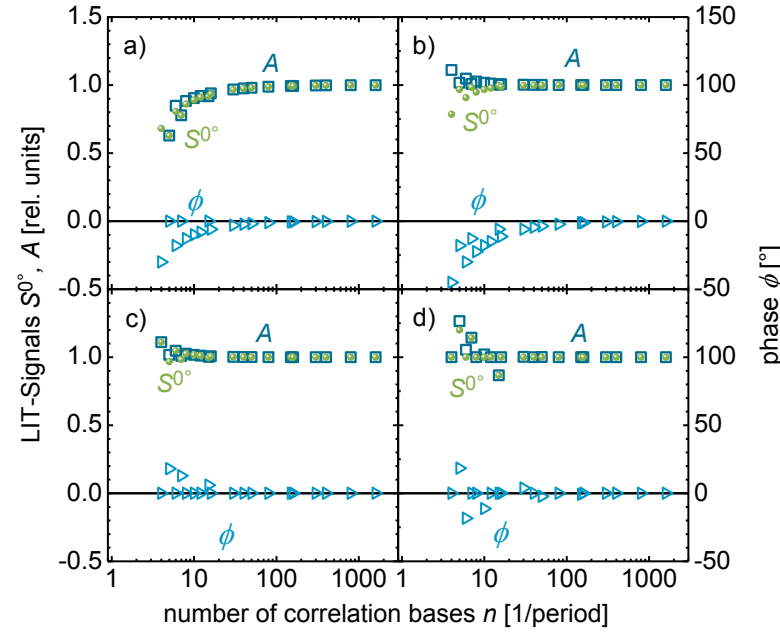 1.5
1.0
0.5
0.0
-0.5
1.0
0.5
0.0
-0.5
LIT-Signals S⁰°, A [rel. units]
a)
A
S⁰°
ϕ
b)
A
S⁰°
ϕ
c)
A
S⁰°
ϕ
d)
A
S⁰°
ϕ
150
100
50
0
50
100
50
0
50
phase ϕ [°]
1 10 100 1000 1 10 100 1000
number of correlation bases n [1/period]